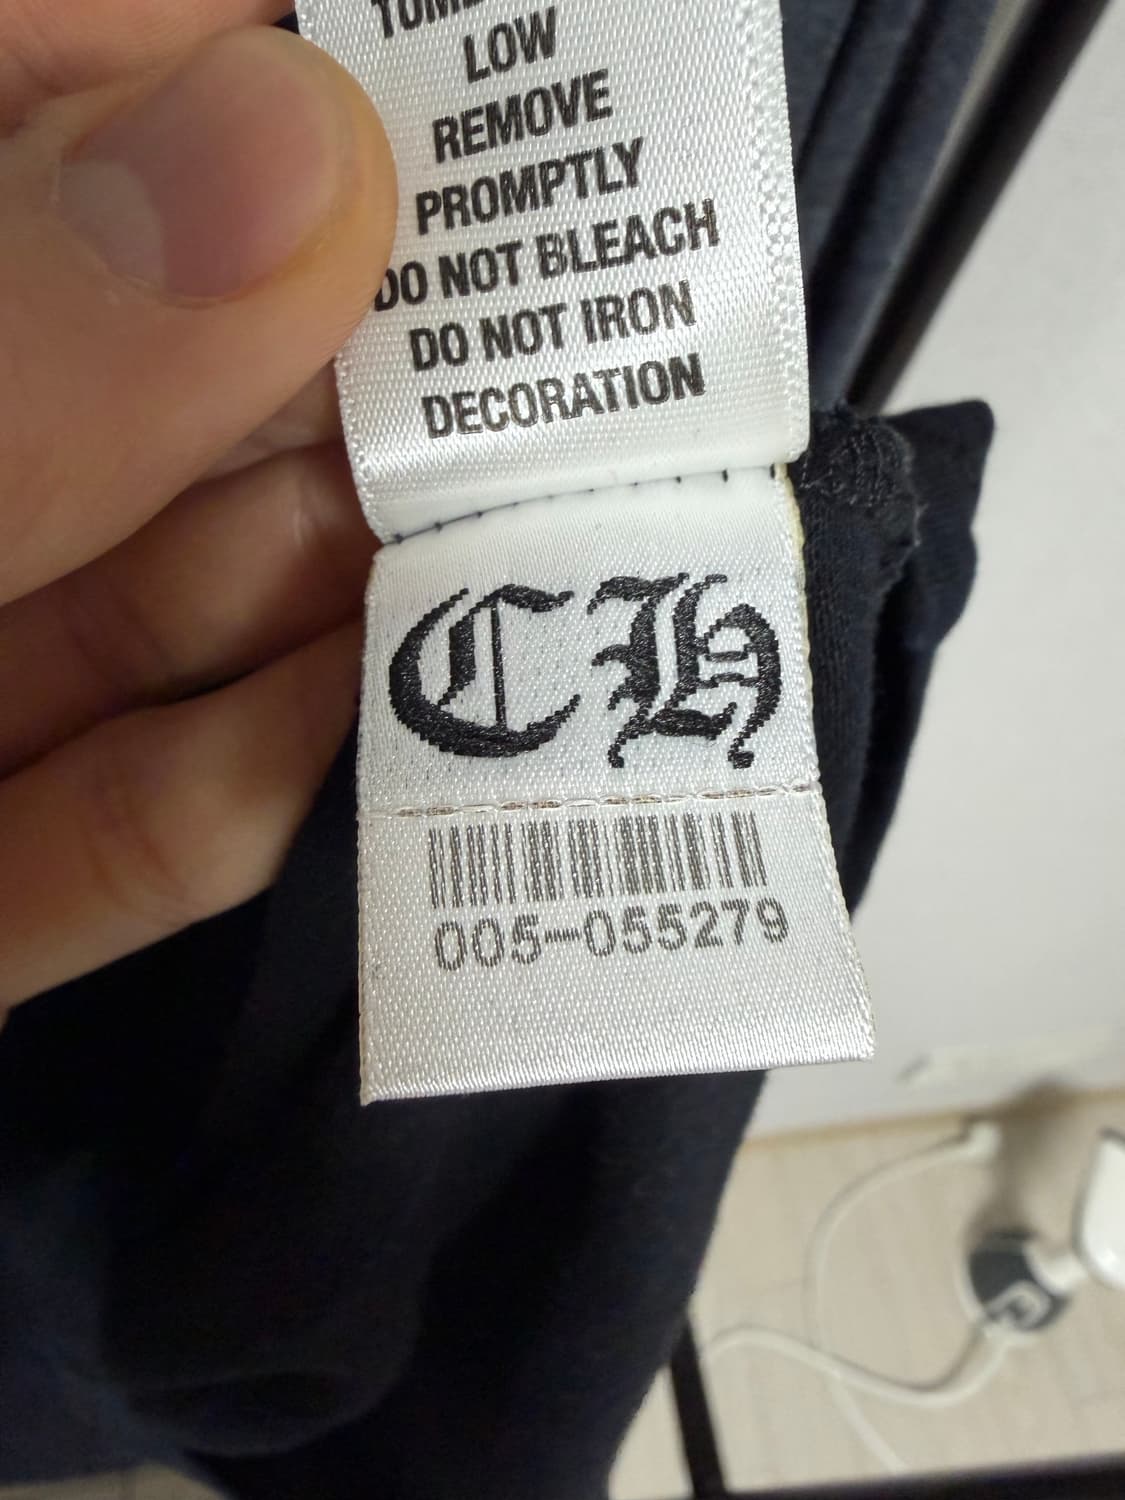 LOW
REMOVE
PROMPTLY
DO NOT BLEACH
DO NOT IRON
DECORATION
CH
005-055279